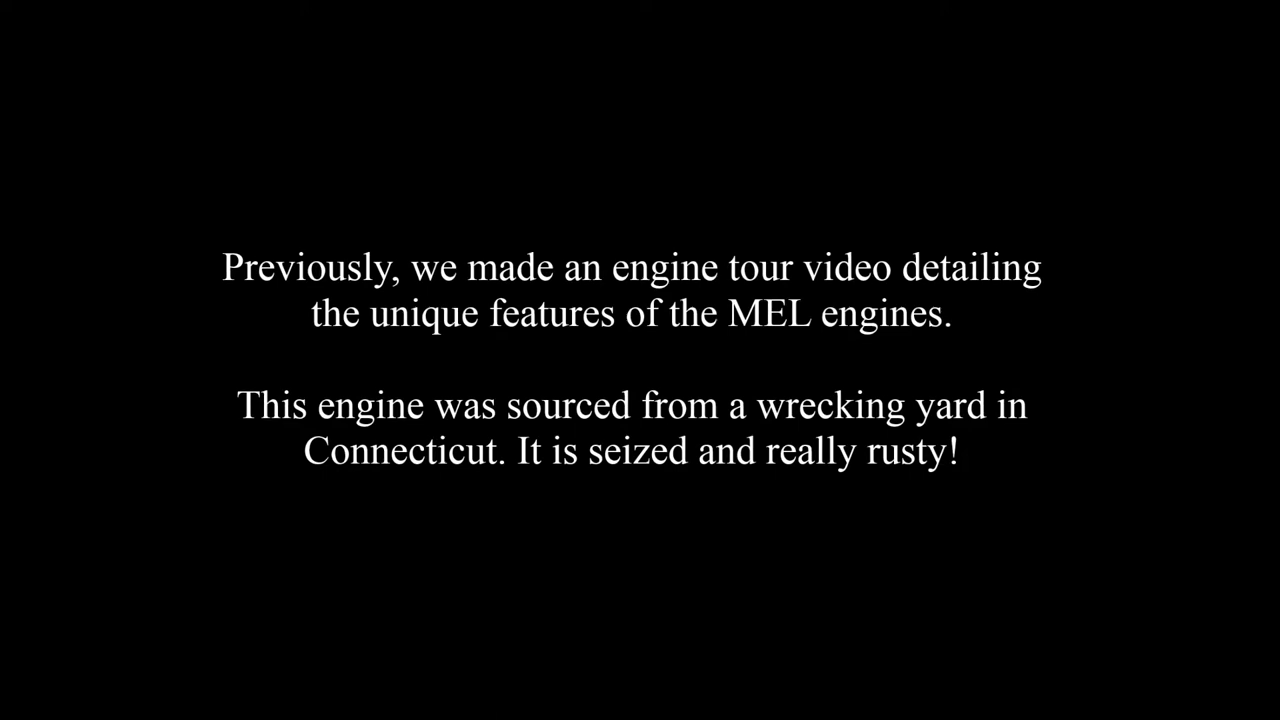 Previously, we made an engine tour video detailing
the unique features of the MEL engines.
This engine was sourced from a wrecking yard in
Connecticut. It is seized and really rusty!